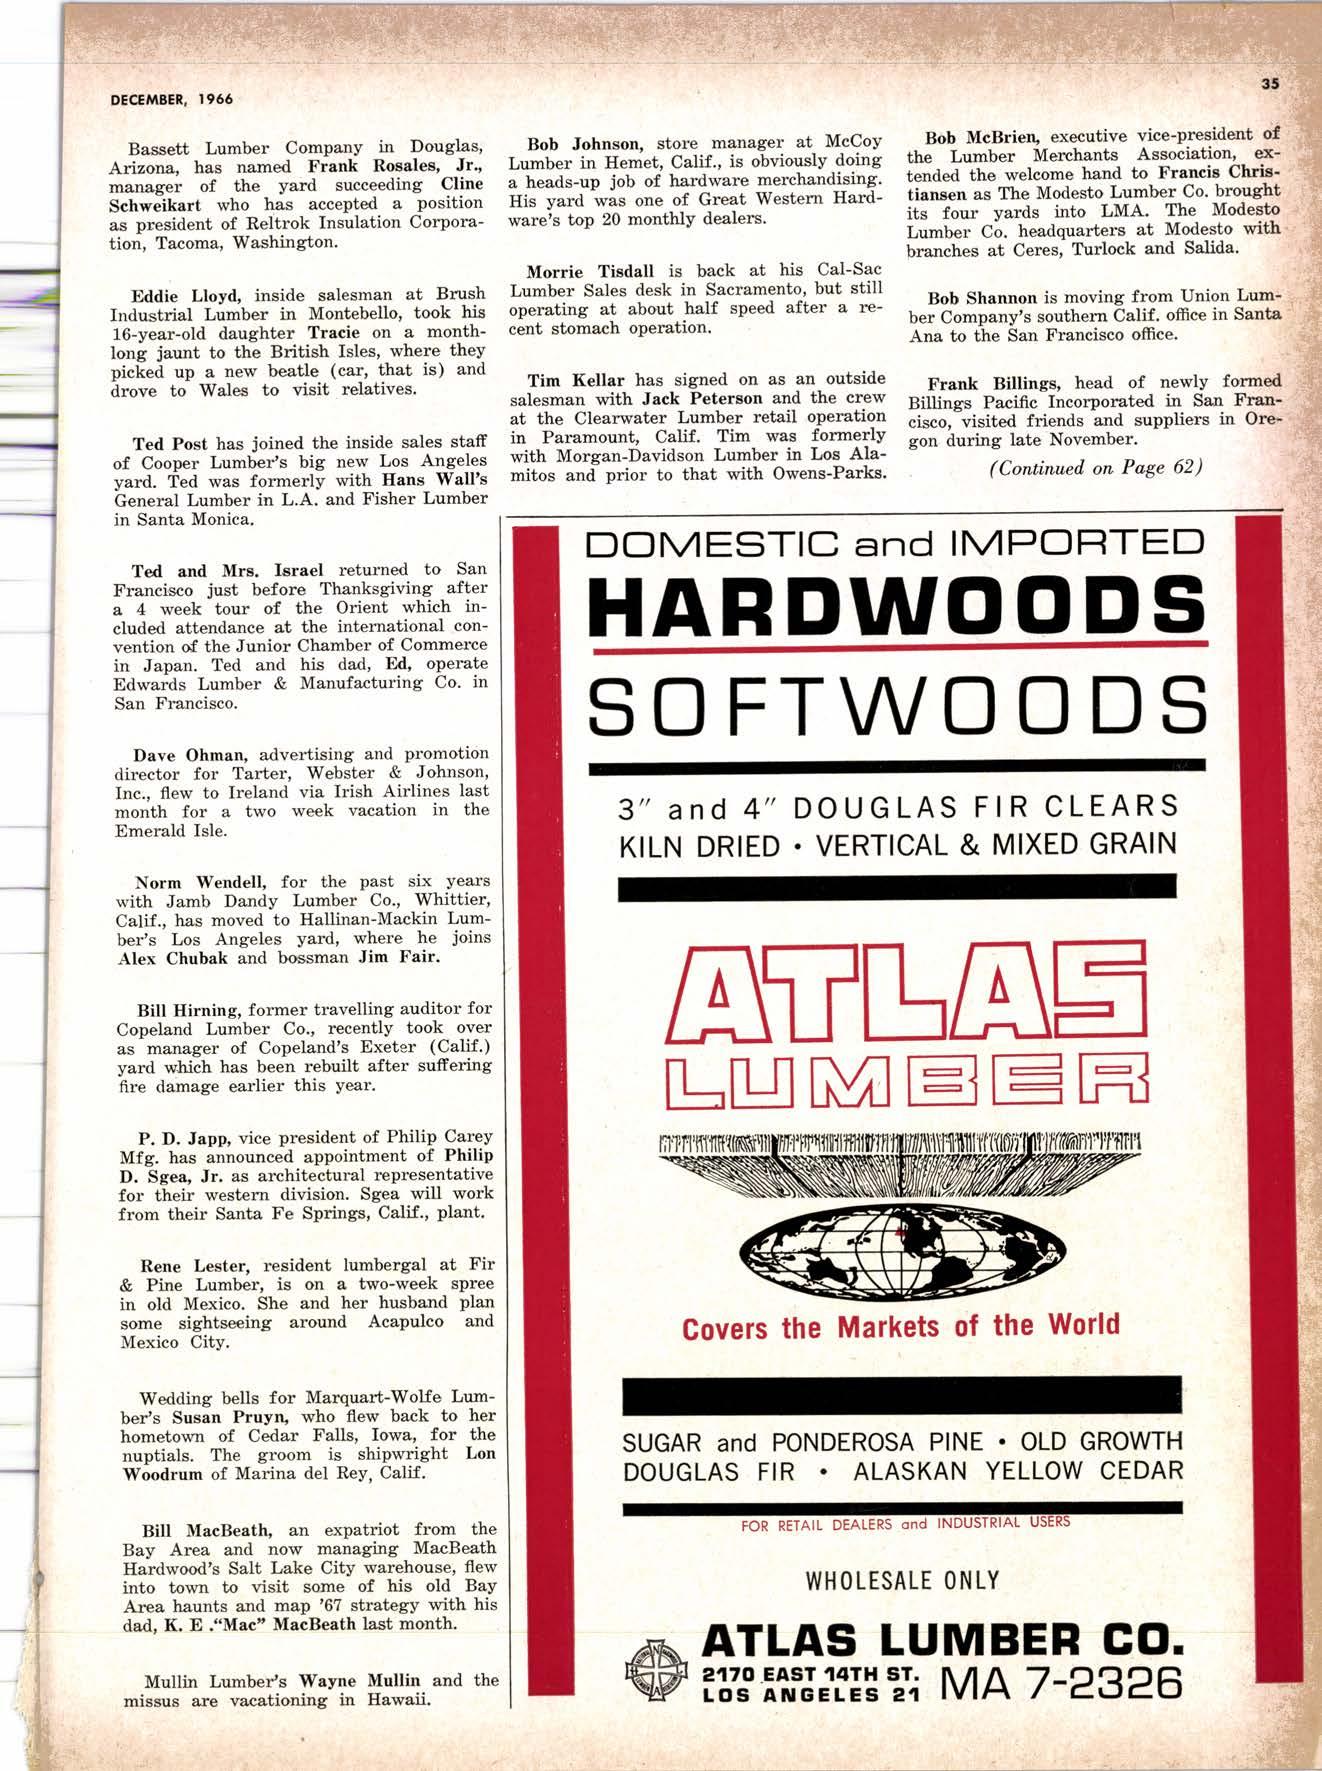 DECEMBER, 1966
35
Bassett Lumber Company in Douglas,
Arizona, has named Frank Rosales, Jr.,
manager of the yard succeeding Cline
Schweikart who has accepted a position
as president of Reltrok Insulation Corpora-
tion, Tacoma, Washington.
Eddie Lloyd, inside salesman at Brush
Industrial Lumber in Montebello, took his
16-year-old daughter Tracie on a month-
long jaunt to the British Isles, where they
picked up a new beatle (car, that is) and
drove to Wales to visit relatives.
Ted Post has joined the inside sales staff
of Cooper Lumber's big new Los Angeles
yard. Ted was formerly with Hans Wall's
General Lumber in L.A. and Fisher Lumber
in Santa Monica.
Ted and Mrs. Israel returned to San
Francisco just before Thanksgiving after
a 4 week tour of the Orient which in-
cluded attendance at the international con-
vention of the Junior Chamber of Commerce
in Japan. Ted and his dad, Ed, operate
Edwards Lumber & Manufacturing Co. in
San Francisco.
Dave Ohman, advertising and promotion
director for Tarter, Webster & Johnson,
Inc., flew to Ireland via Irish Airlines last
month for a two week vacation in the
Emerald Isle.
Norm Wendell, for the past six years
with Jamb Dandy Lumber Co., Whittier,
Calif., has moved to Hallinan-Mackin Lum-
ber's Los Angeles yard, where he joins
Alex Chubak and bossman Jim Fair.
Bill Hirning, former travelling auditor for
Copeland Lumber Co., recently took over
as manager of Copeland's Exeter (Calif.)
yard which has been rebuilt after suffering
fire damage earlier this year.
P. D. Japp, vice president of Philip Carey
Mfg. has announced appointment of Philip
D. Sgea, Jr. as architectural representative
for their western division. Sgea will work
from their Santa Fe Springs, Calif., plant.
Rene Lester, resident lumbergal at Fir
& Pine Lumber, is on a two-week spree
in old Mexico. She and her husband plan
some sightseeing around Acapulco and
Mexico City.
Wedding bells for Marquart-Wolfe Lum-
ber's Susan Pruyn, who flew back to her
hometown of Cedar Falls, Iowa, for the
nuptials. The groom is shipwright Lon
Woodrum of Marina del Rey, Calif.
Bill MacBeath, an expatriot from the
Bay Area and now managing MacBeath
Hardwood's Salt Lake City warehouse, flew
into town to visit some of his old Bay
Area haunts and map '67 strategy with his
dad, K. E ."Mac" MacBeath last month.
Mullin Lumber's Wayne Mullin and the
missus are vacationing in Hawaii.
Bob Johnson, store manager at McCoy
Lumber in Hemet, Calif., is obviously doing
a heads-up job of hardware merchandising.
His yard was one of Great Western Hard-
ware's top 20 monthly dealers.
Morrie Tisdall is back at his Cal-Sac
Lumber Sales desk in Sacramento, but still
operating at about half speed after a re-
cent stomach operation.
Tim Kellar has signed on as an outside
salesman with Jack Peterson and the crew
at the Clearwater Lumber retail operation
in Paramount, Calif. Tim was formerly
with Morgan-Davidson Lumber in Los Ala-
mitos and prior to that with Owens-Parks.
Bob McBrien, executive vice-president of
the Lumber Merchants Association, ex-
tended the welcome hand to Francis Chris-
tiansen as The Modesto Lumber Co. brought
its four yards into LMA. The Modesto
Lumber Co. headquarters at Modesto with
branches at Ceres, Turlock and Salida.
Bob Shannon is moving from Union Lum-
ber Company's southern Calif. office in Santa
Ana to the San Francisco office.
Frank Billings, head of newly formed
Billings Pacific Incorporated in San Fran-
cisco, visited friends and suppliers in Ore-
gon during late November.
(Continued on Page 62)
DOMESTIC and IMPORTED
HARDWOODS
SOFTWOODS
3" and 4" DOUGLAS FIR CLEARS
KILN DRIED • VERTICAL & MIXED GRAIN
ATLAS
LUMBER
Covers the Markets of the World
SUGAR and PONDEROSA PINE • OLD GROWTH
DOUGLAS FIR • ALASKAN YELLOW CEDAR
FOR RETAIL DEALERS and INDUSTRIAL USERS
WHOLESALE ONLY
ATLAS LUMBER CO.
2170 EAST 14TH ST.
LOS ANGELES 21
MA 7-2326